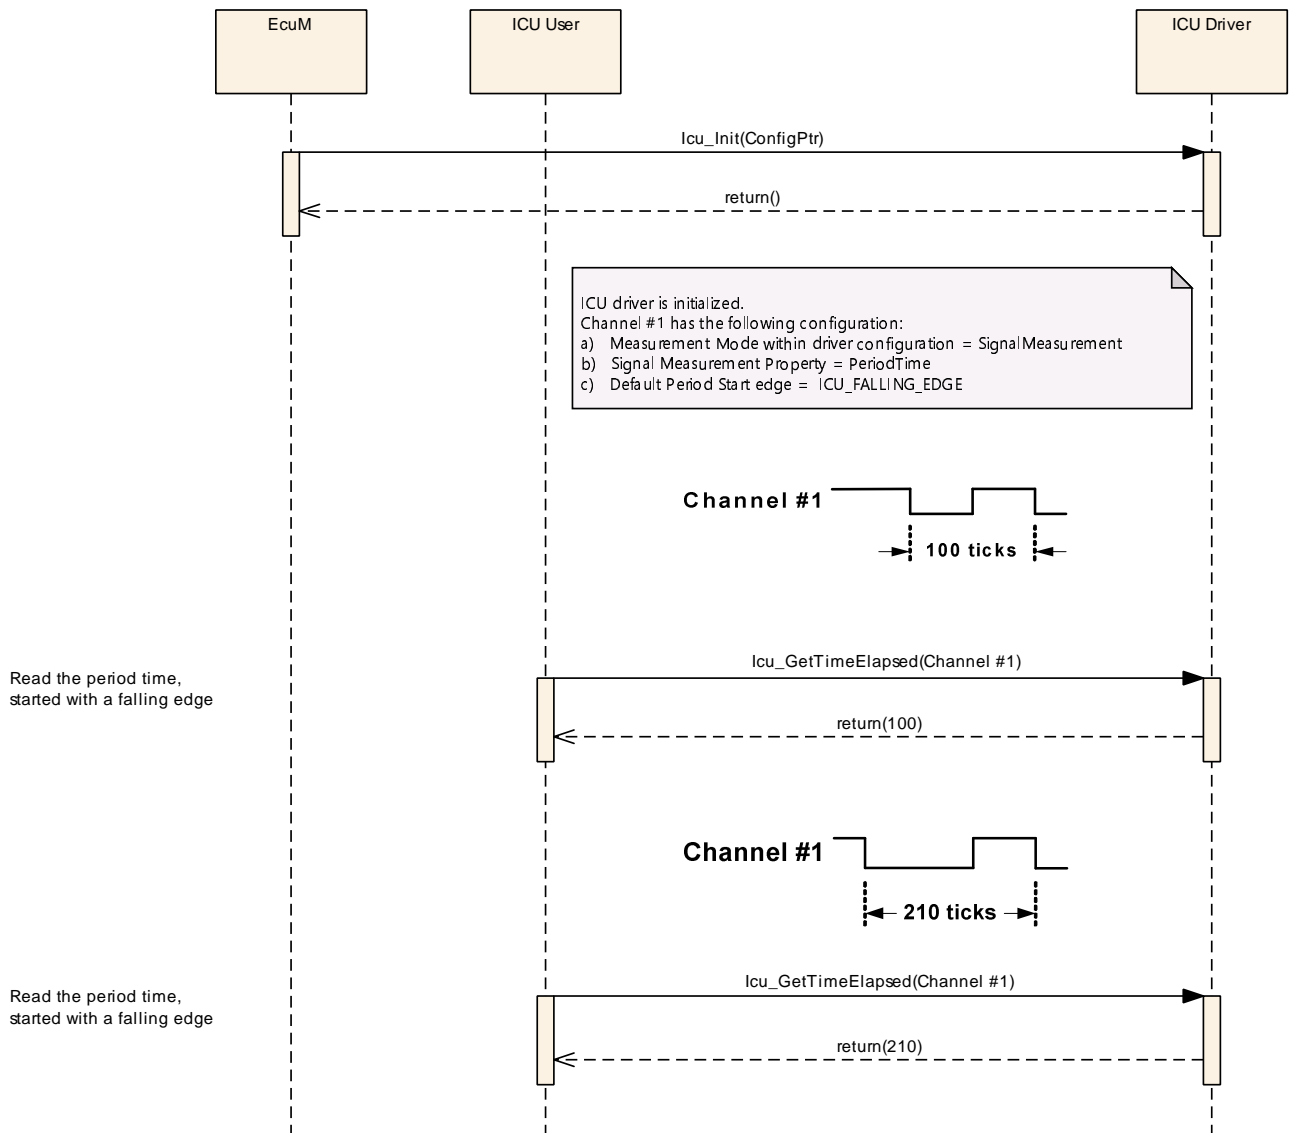 EcuM
ICU User
ICU Driver
Icu_Init(ConfigPtr)
return()
ICU driver is initialized.
Channel #1 has the following configuration:
a) Measurement Mode within driver configuration = SignalMeasurement
b) Signal Measurement Property = PeriodTime
c) Default Period Start edge = ICU_FALLING_EDGE
Channel #1
100 ticks
Icu_GetTimeElapsed(Channel #1)
Read the period time,
started with a falling edge
return(100)
Channel #1
210 ticks
Icu_GetTimeElapsed(Channel #1)
Read the period time,
started with a falling edge
return(210)